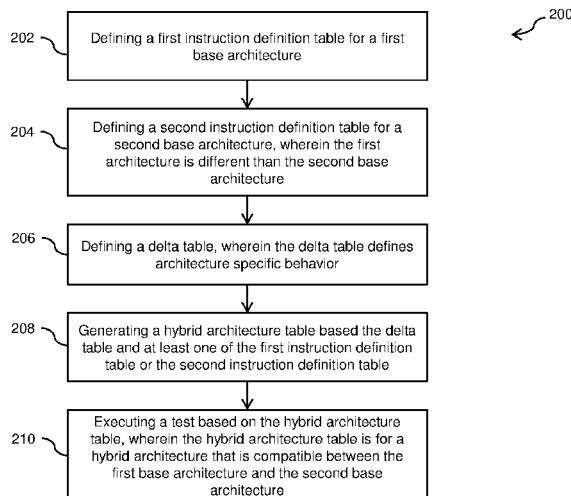 200
202
Defining a first instruction definition table for a first
base architecture
204
Defining a second instruction definition table for a
second base architecture, wherein the first
architecture is different than the second base
architecture
206
Defining a delta table, wherein the delta table defines
architecture specific behavior
208
Generating a hybrid architecture table based the delta
table and at least one of the first instruction definition
table or the second instruction definition table
210
Executing a test based on the hybrid architecture
table, wherein the hybrid architecture table is for a
hybrid architecture that is compatible between the
first base architecture and the second base
architecture